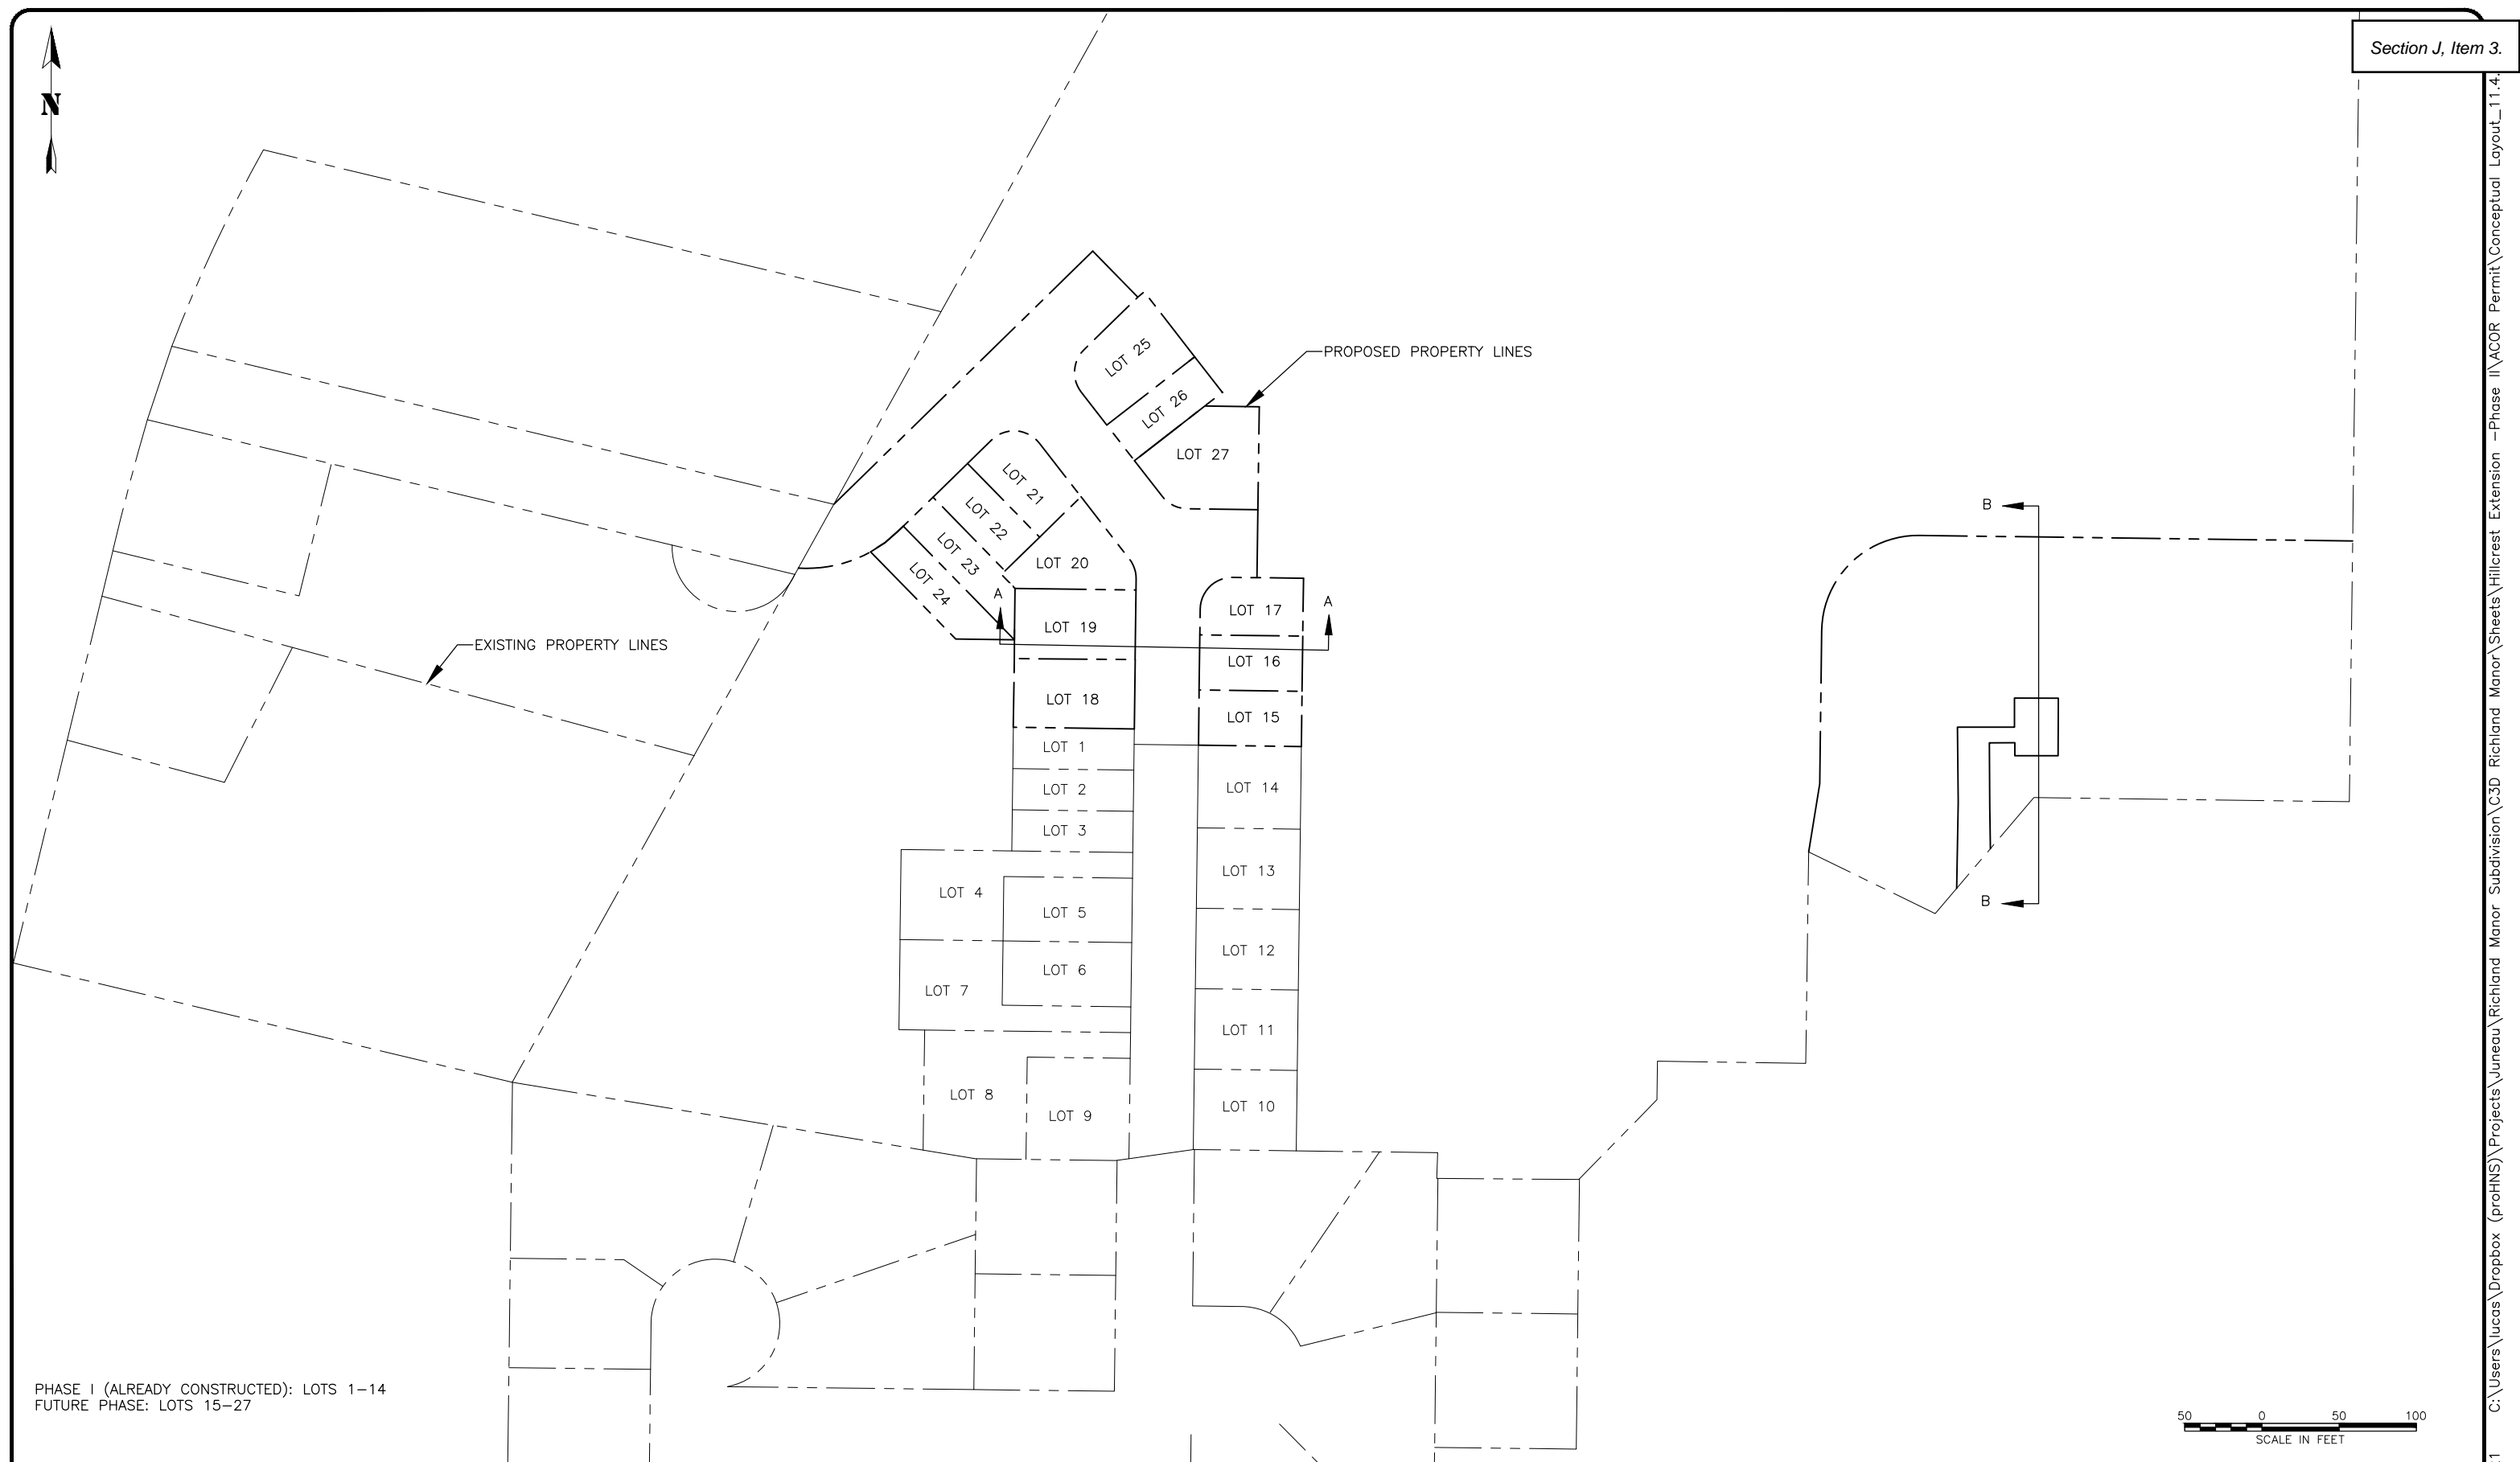 Section J, Item 3.
N
PROPOSED PROPERTY LINES
LOT 25
LOT 26
LOT 27
LOT 21
LOT 22
LOT 23
LOT 24
LOT 20
A
A
LOT 19
LOT 18
LOT 17
LOT 16
LOT 15
B
B
EXISTING PROPERTY LINES
LOT 1
LOT 2
LOT 3
LOT 4
LOT 5
LOT 6
LOT 7
LOT 8
LOT 9
LOT 14
LOT 13
LOT 12
LOT 11
LOT 10
PHASE I (ALREADY CONSTRUCTED): LOTS 1-14
FUTURE PHASE: LOTS 15-27
50 0 50 100
SCALE IN FEET
C:\Users\lucas\Dropbox (proHNS)\Projects\Juneau\Richland Manor Subdivision\C3D Richland Manor\Sheets\Hillcrest Extension -Phase II\ACOR Permit\Conceptual Layout_11.4.